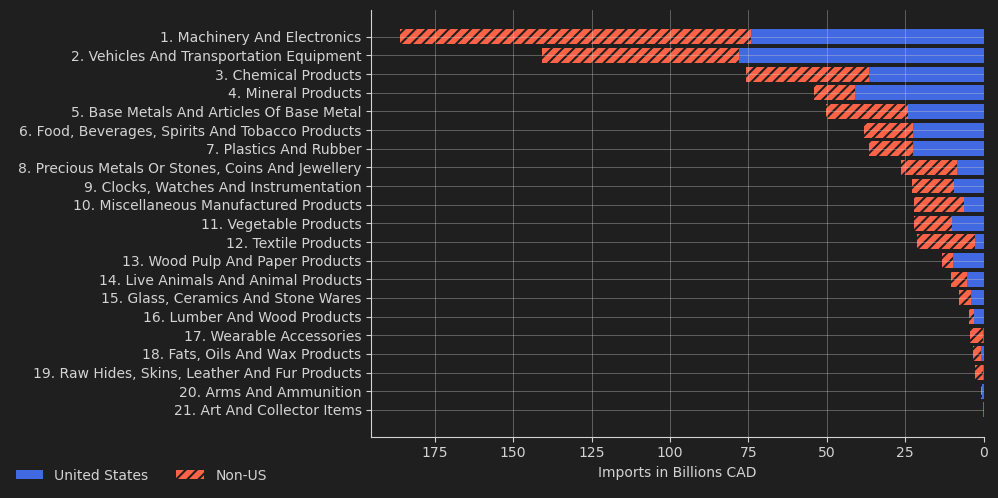 1. Machinery And Electronics
2. Vehicles And Transportation Equipment
3. Chemical Products
4. Mineral Products
5. Base Metals And Articles Of Base Metal
6. Food, Beverages, Spirits And Tobacco Products
7. Plastics And Rubber
8. Precious Metals Or Stones, Coins And Jewellery
9. Clocks, Watches And Instrumentation
10. Miscellaneous Manufactured Products
11. Vegetable Products
12. Textile Products
13. Wood Pulp And Paper Products
14. Live Animals And Animal Products
15. Glass, Ceramics And Stone Wares
16. Lumber And Wood Products
17. Wearable Accessories
18. Fats, Oils And Wax Products
19. Raw Hides, Skins, Leather And Fur Products
20. Arms And Ammunition
21. Art And Collector Items
175 150 125 100 75 50 25 0
Imports in Billions CAD
United States Non-US